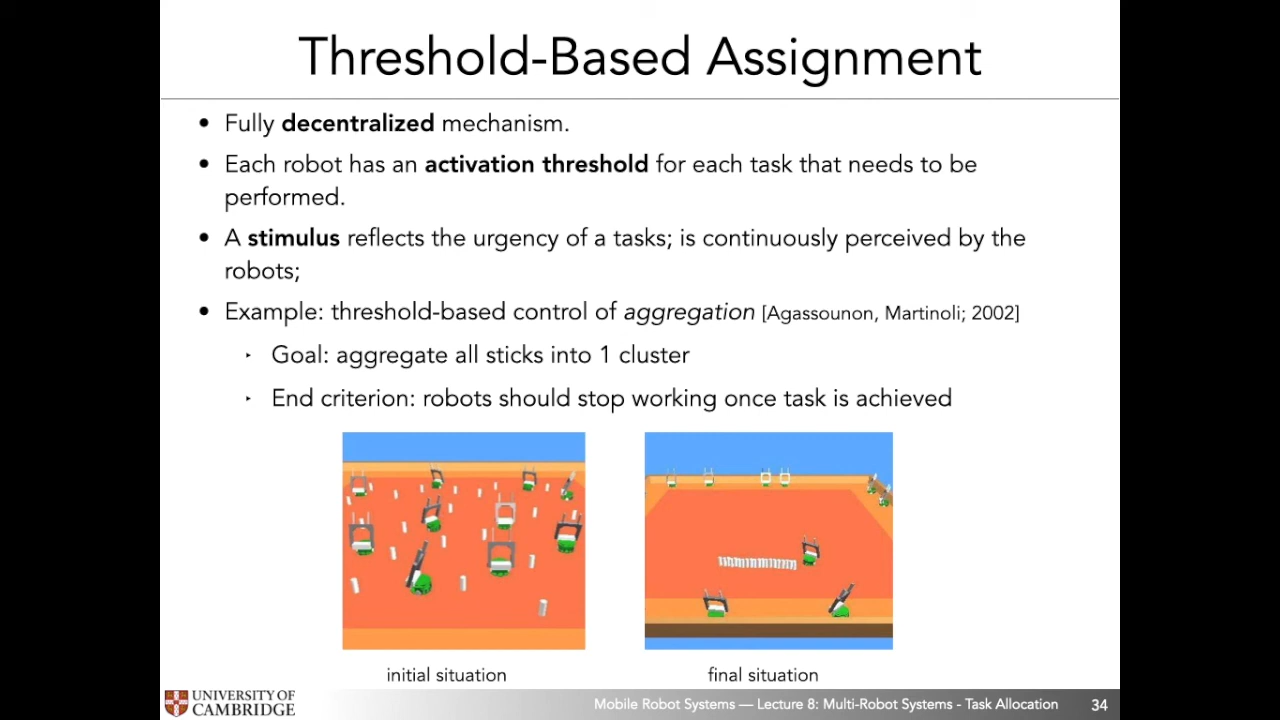 Threshold-Based Assignment
• Fully decentralized mechanism.
• Each robot has an activation threshold for each task that needs to be
performed.
• A stimulus reflects the urgency of a tasks; is continuously perceived by the
robots;
• Example: threshold-based control of aggregation [Agassounon, Martinoli; 2002]
‣ Goal: aggregate all sticks into 1 cluster
‣ End criterion: robots should stop working once task is achieved
initial situation
final situation
UNIVERSITY OF
CAMBRIDGE
Mobile Robot Systems — Lecture 8: Multi-Robot Systems - Task Allocation
34